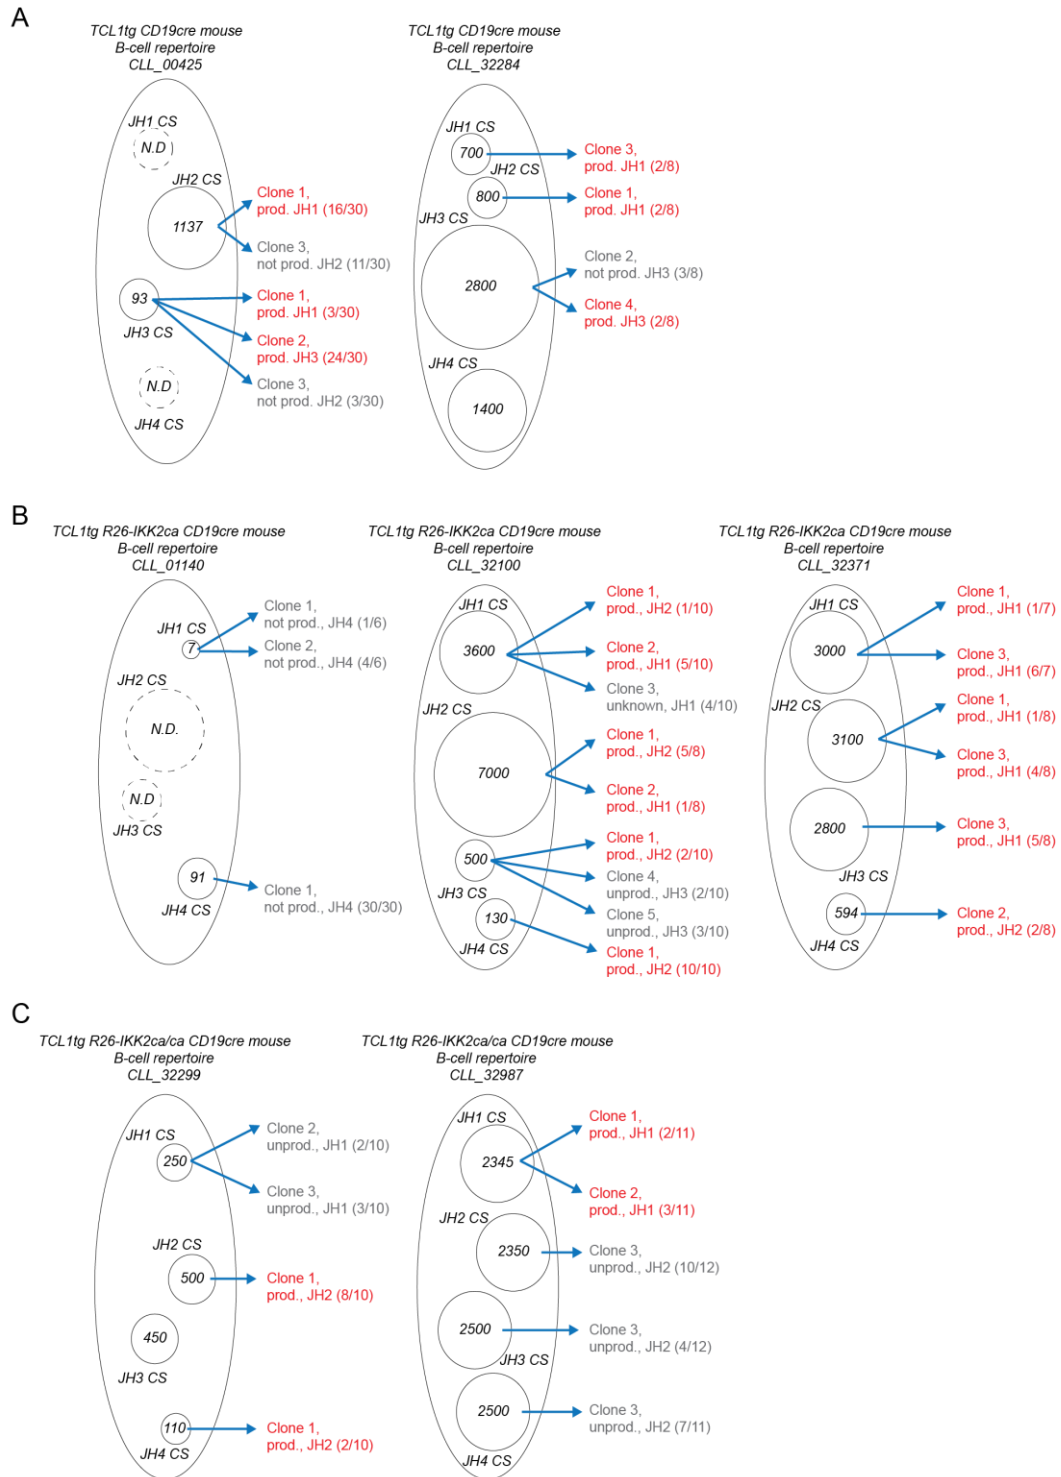 A
TCL1tg CD19cre mouse
B-cell repertoire
CLL_00425
JH1 CS
N.D
JH2 CS
1137
93
JH3 CS
N.D
JH4 CS
Clone 1,
prod. JH1 (16/30)
Clone 3,
not prod. JH2 (11/30)
Clone 1,
prod. JH1 (3/30)
Clone 2,
prod. JH3 (24/30)
Clone 3,
not prod. JH2 (3/30)
TCL1tg CD19cre mouse
B-cell repertoire
CLL_32284
JH1 CS
700
JH2 CS
800
JH3 CS
2800
JH4 CS
1400
Clone 3,
prod. JH1 (2/8)
Clone 1,
prod. JH1 (2/8)
Clone 2,
not prod. JH3 (3/8)
Clone 4,
prod. JH3 (2/8)
B
TCL1tg R26-IKK2ca CD19cre mouse
B-cell repertoire
CLL_01140
JH1 CS
7
JH2 CS
N.D.
N.D
JH3 CS
91
JH4 CS
Clone 1,
not prod., JH4 (1/6)
Clone 2,
not prod., JH4 (4/6)
Clone 1,
not prod., JH4 (30/30)
TCL1tg R26-IKK2ca CD19cre mouse
B-cell repertoire
CLL_32100
JH1 CS
3600
JH2 CS
7000
500
JH3 CS
130
JH4 CS
Clone 1,
prod., JH2 (1/10)
Clone 2,
prod., JH1 (5/10)
Clone 3,
unknown, JH1 (4/10)
Clone 1,
prod., JH2 (5/8)
Clone 2,
prod., JH1 (1/8)
Clone 1,
prod., JH2 (2/10)
Clone 4,
unprod., JH3 (2/10)
Clone 5,
unprod., JH3 (3/10)
Clone 1,
prod., JH2 (10/10)
TCL1tg R26-IKK2ca CD19cre mouse
B-cell repertoire
CLL_32371
JH1 CS
3000
JH2 CS
3100
2800
JH3 CS
594
JH4 CS
Clone 1,
prod., JH1 (1/7)
Clone 3,
prod., JH1 (6/7)
Clone 1,
prod., JH1 (1/8)
Clone 3,
prod., JH1 (4/8)
Clone 3,
prod., JH1 (5/8)
Clone 2,
prod., JH2 (2/8)
C
TCL1tg R26-IKK2ca/ca CD19cre mouse
B-cell repertoire
CLL_32299
JH1 CS
250
JH2 CS
500
450
JH3 CS
110
JH4 CS
Clone 2,
unprod., JH1 (2/10)
Clone 3,
unprod., JH1 (3/10)
Clone 1,
prod., JH2 (8/10)
Clone 1,
prod., JH2 (2/10)
TCL1tg R26-IKK2ca/ca CD19cre mouse
B-cell repertoire
CLL_32987
JH1 CS
2345
JH2 CS
2350
2500
JH3 CS
2500
JH4 CS
Clone 1,
prod., JH1 (2/11)
Clone 2,
prod., JH1 (3/11)
Clone 3,
unprod., JH2 (10/12)
Clone 3,
unprod., JH2 (4/12)
Clone 3,
unprod., JH2 (7/11)